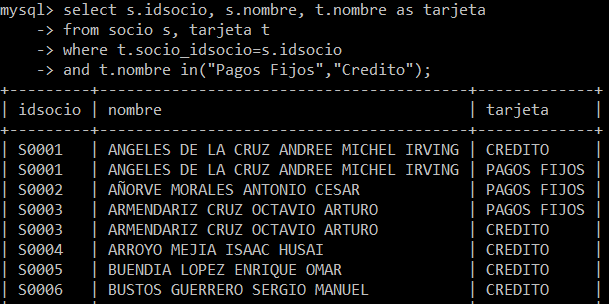 mysql> select s.idsocio, s.nombre, t.nombre as tarjeta
    -> from socio s, tarjeta t
    -> where t.socio_idsocio=s.idsocio
    -> and t.nombre in("Pagos Fijos","Credito");
+---------+--------------------------------------+-------------+
| idsocio | nombre                               | tarjeta     |
+---------+--------------------------------------+-------------+
| S0001   | ANGELES DE LA CRUZ ANDREE MICHEL IRVING | CREDITO     |
| S0001   | ANGELES DE LA CRUZ ANDREE MICHEL IRVING | PAGOS FIJOS |
| S0002   | AÑORVE MORALES ANTONIO CESAR         | PAGOS FIJOS |
| S0003   | ARMENDARIZ CRUZ OCTAVIO ARTURO       | PAGOS FIJOS |
| S0003   | ARMENDARIZ CRUZ OCTAVIO ARTURO       | CREDITO     |
| S0004   | ARROYO MEJIA ISAAC HUSAI             | CREDITO     |
| S0005   | BUENDIA LOPEZ ENRIQUE OMAR           | CREDITO     |
| S0006   | BUSTOS GUERRERO SERGIO MANUEL        | CREDITO     |